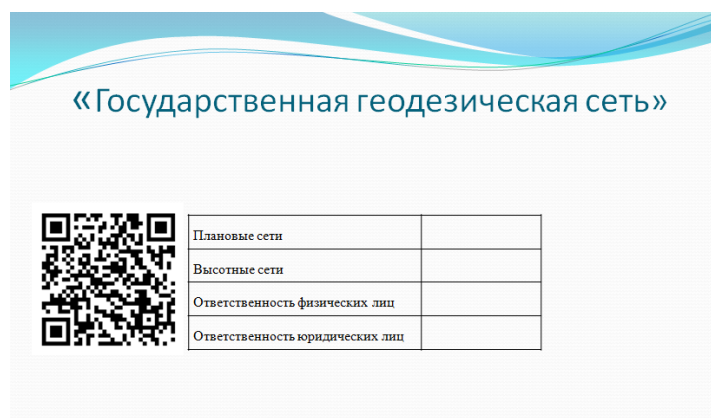 «Государственная геодезическая сеть»
Плановые сети
Высотные сети
Ответственность физических лиц
Ответственность юридических лиц